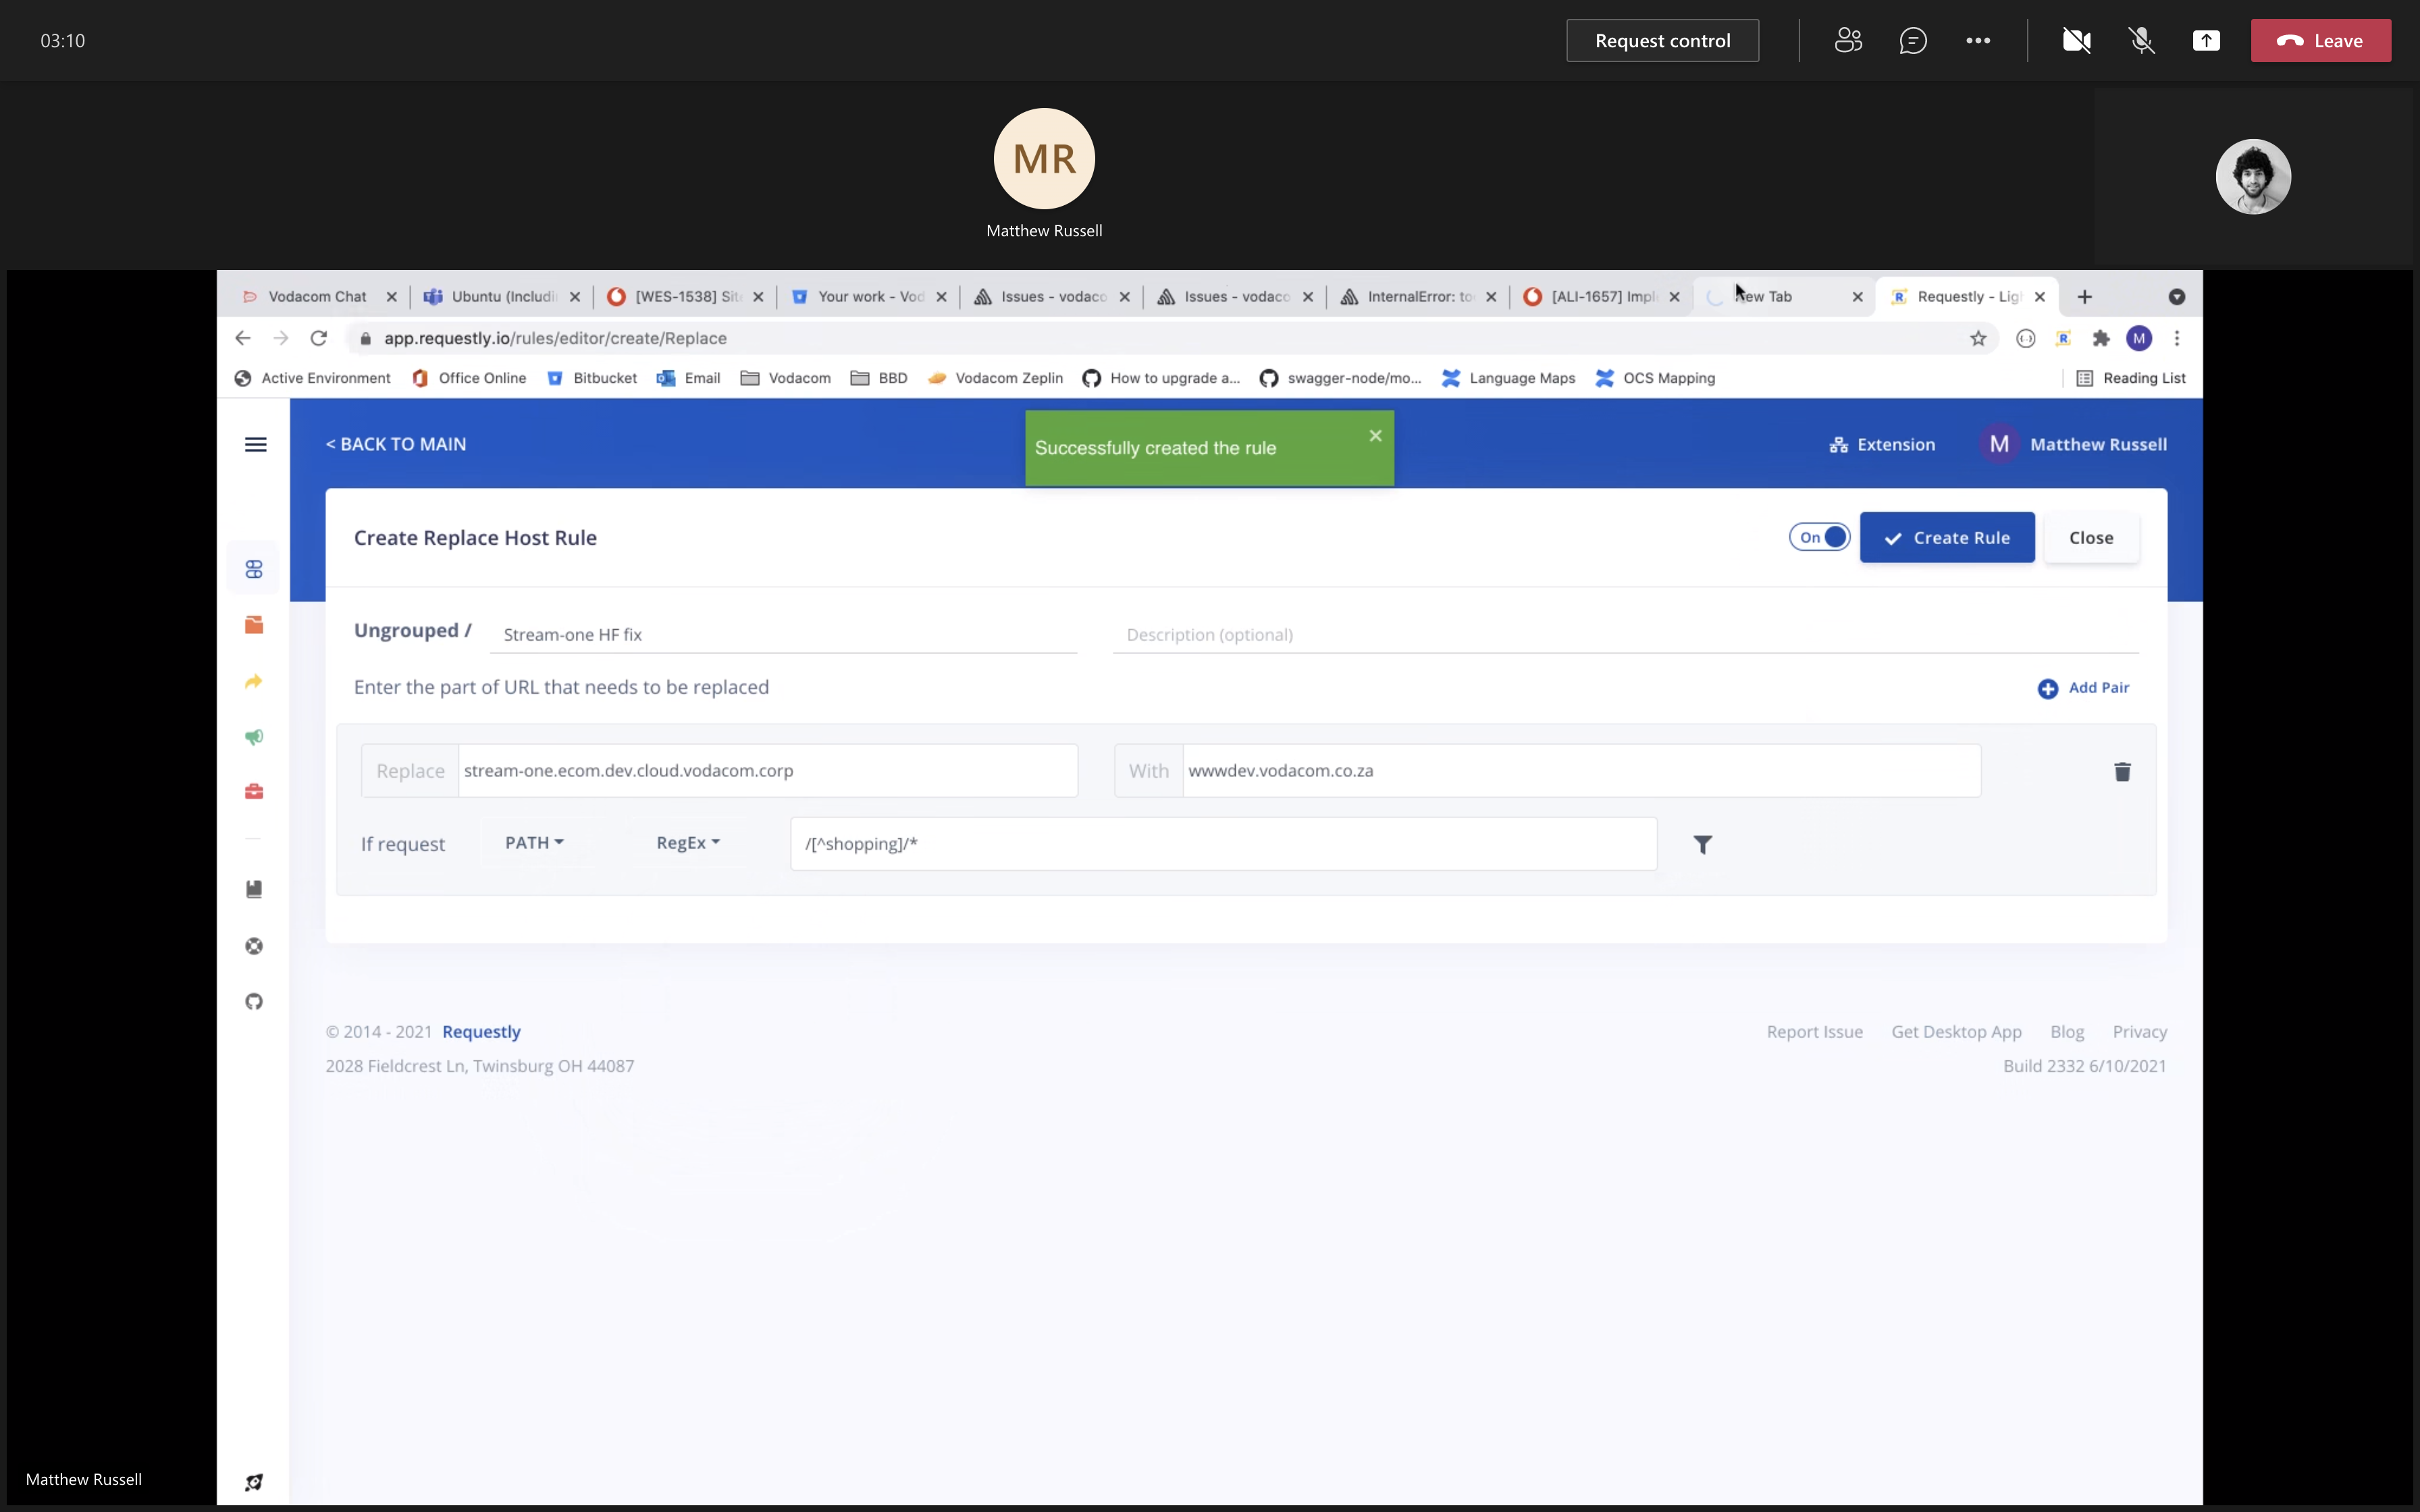 03:10
Request control
Leave
MR
Matthew Russell
Vodacom Chat
Ubuntu (Includi
[WES-1538] Sit
Your work - Vod
Issues - vodaco
Issues - vodaco
InternalError: to
[ALI-1657] Impl
New Tab
Requestly - Lig
app.requestly.io/rules/editor/create/Replace
M
Active Environment
Office Online
Bitbucket
Email
Vodacom
BBD
Vodacom Zeplin
How to upgrade a...
swagger-node/mo...
Language Maps
OCS Mapping
Reading List
< BACK TO MAIN
Successfully created the rule
Extension
M
Matthew Russell
Create Replace Host Rule
On
Create Rule
Close
Ungrouped /
Stream-one HF fix
Description (optional)
Enter the part of URL that needs to be replaced
Add Pair
Replace
stream-one.ecom.dev.cloud.vodacom.corp
With
wwwdev.vodacom.co.za
If request
PATH
RegEx
/[^shopping]/*
© 2014 - 2021 Requestly
Report Issue
Get Desktop App
Blog
Privacy
2028 Fieldcrest Ln, Twinsburg OH 44087
Build 2332 6/10/2021
Matthew Russell